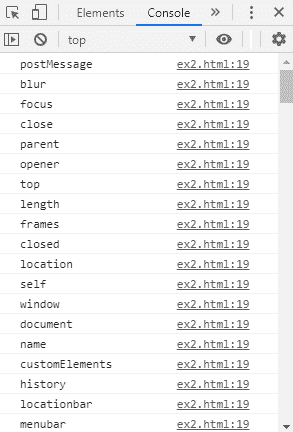 Elements Console »
top
postMessage ex2.html:19
blur ex2.html:19
focus ex2.html:19
close ex2.html:19
parent ex2.html:19
opener ex2.html:19
top ex2.html:19
length ex2.html:19
frames ex2.html:19
closed ex2.html:19
location ex2.html:19
self ex2.html:19
window ex2.html:19
document ex2.html:19
name ex2.html:19
customElements ex2.html:19
history ex2.html:19
locationbar ex2.html:19
menubar ex2.html:19